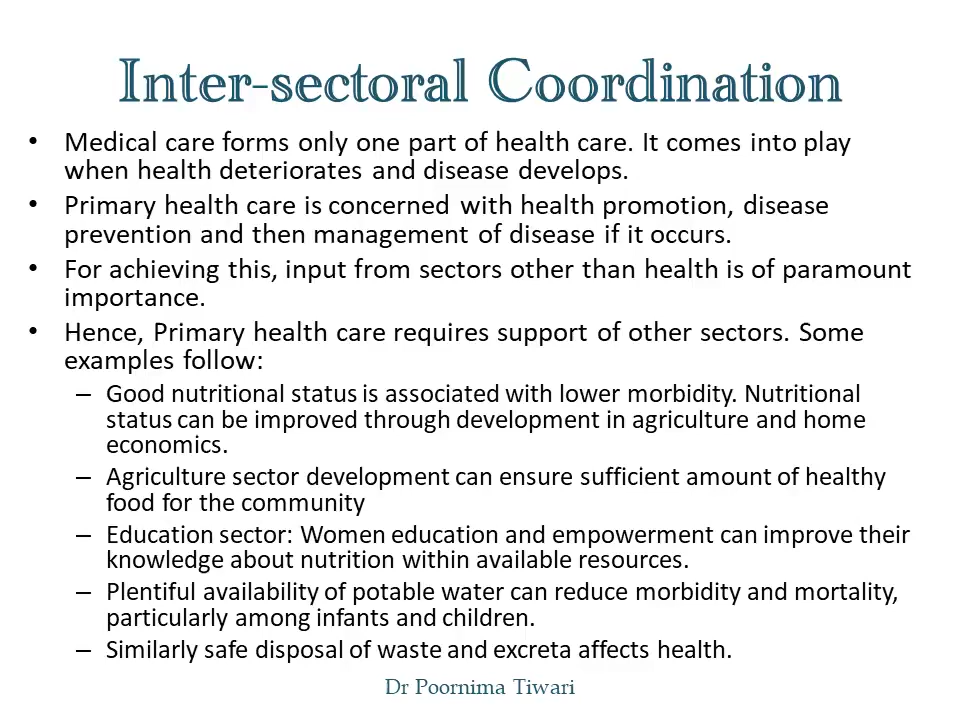 Inter-sectoral Coordination
• Medical care forms only one part of health care. It comes into play
when health deteriorates and disease develops.
• Primary health care is concerned with health promotion, disease
prevention and then management of disease if it occurs.
• For achieving this, input from sectors other than health is of paramount
importance.
• Hence, Primary health care requires support of other sectors. Some
examples follow:
– Good nutritional status is associated with lower morbidity. Nutritional
status can be improved through development in agriculture and home
economics.
– Agriculture sector development can ensure sufficient amount of healthy
food for the community
– Education sector: Women education and empowerment can improve their
knowledge about nutrition within available resources.
– Plentiful availability of potable water can reduce morbidity and mortality,
particularly among infants and children.
– Similarly safe disposal of waste and excreta affects health.
Dr Poornima Tiwari